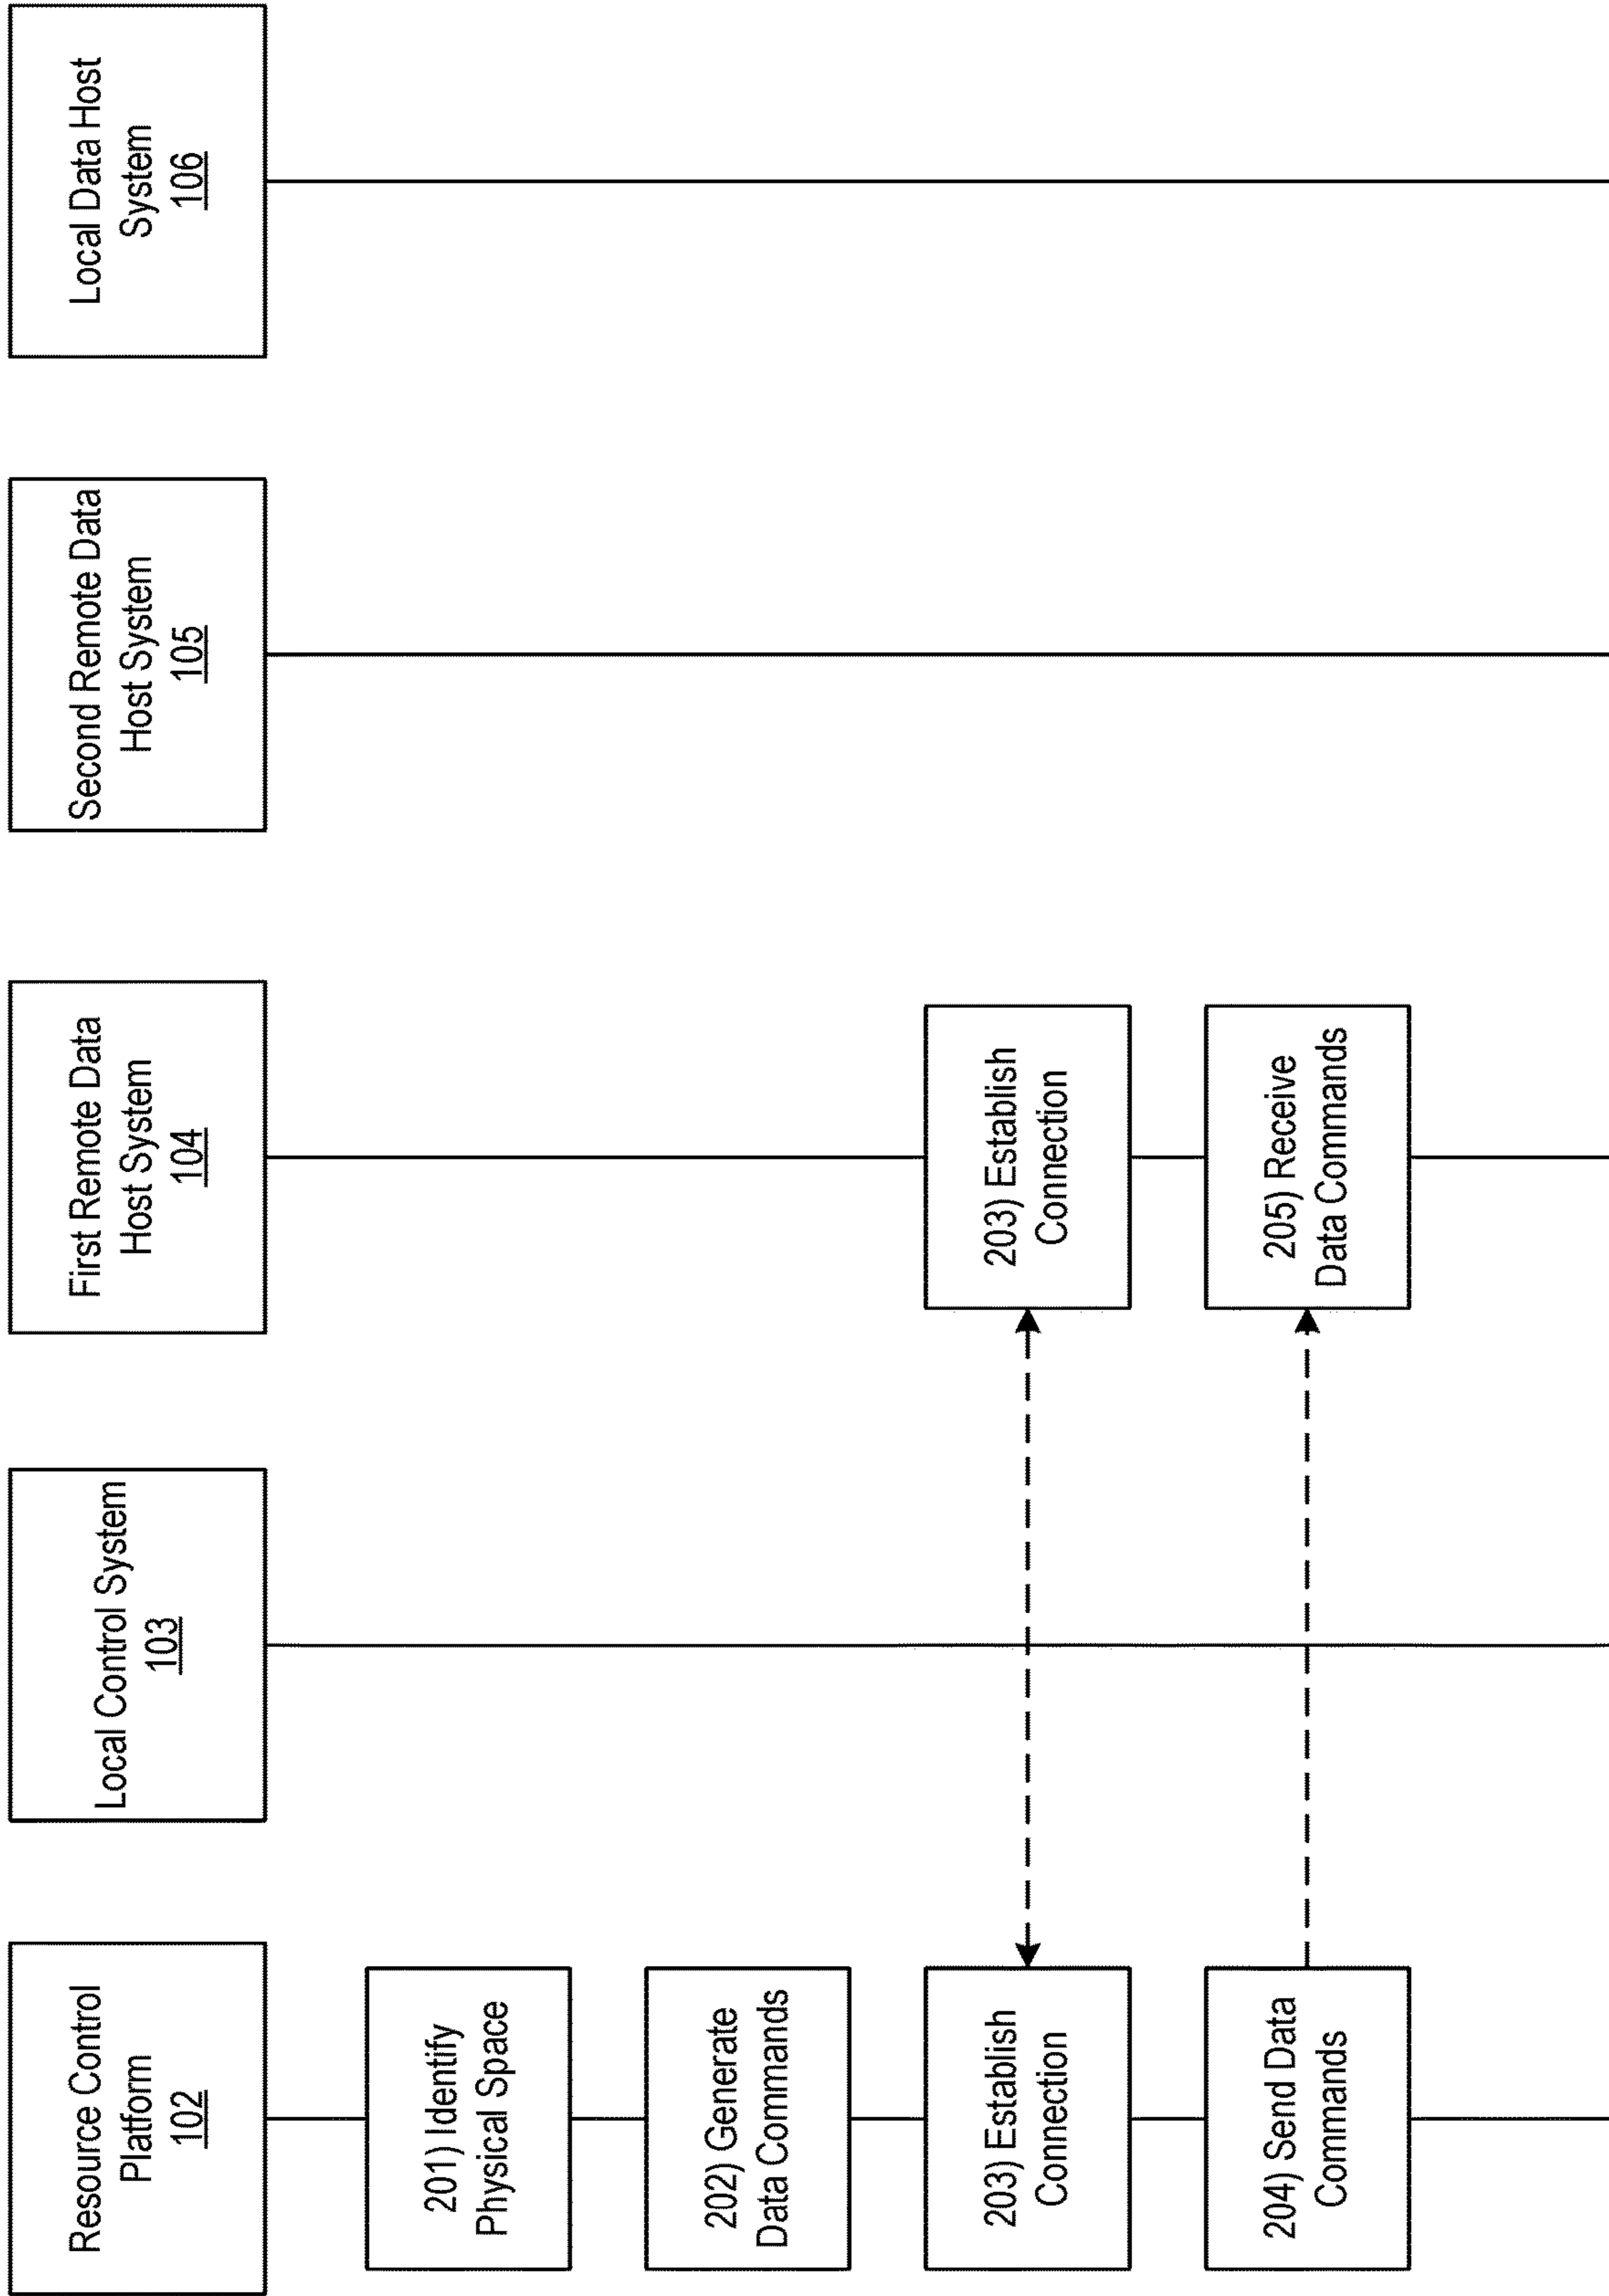 Resource Control
Platform
102
Local Control System
103
First Remote Data
Host System
104
Second Remote Data
Host System
105
Local Data Host
System
106
201) Identify
Physical Space
202) Generate
Data Commands
203) Establish
Connection
203) Establish
Connection
204) Send Data
Commands
205) Receive
Data Commands